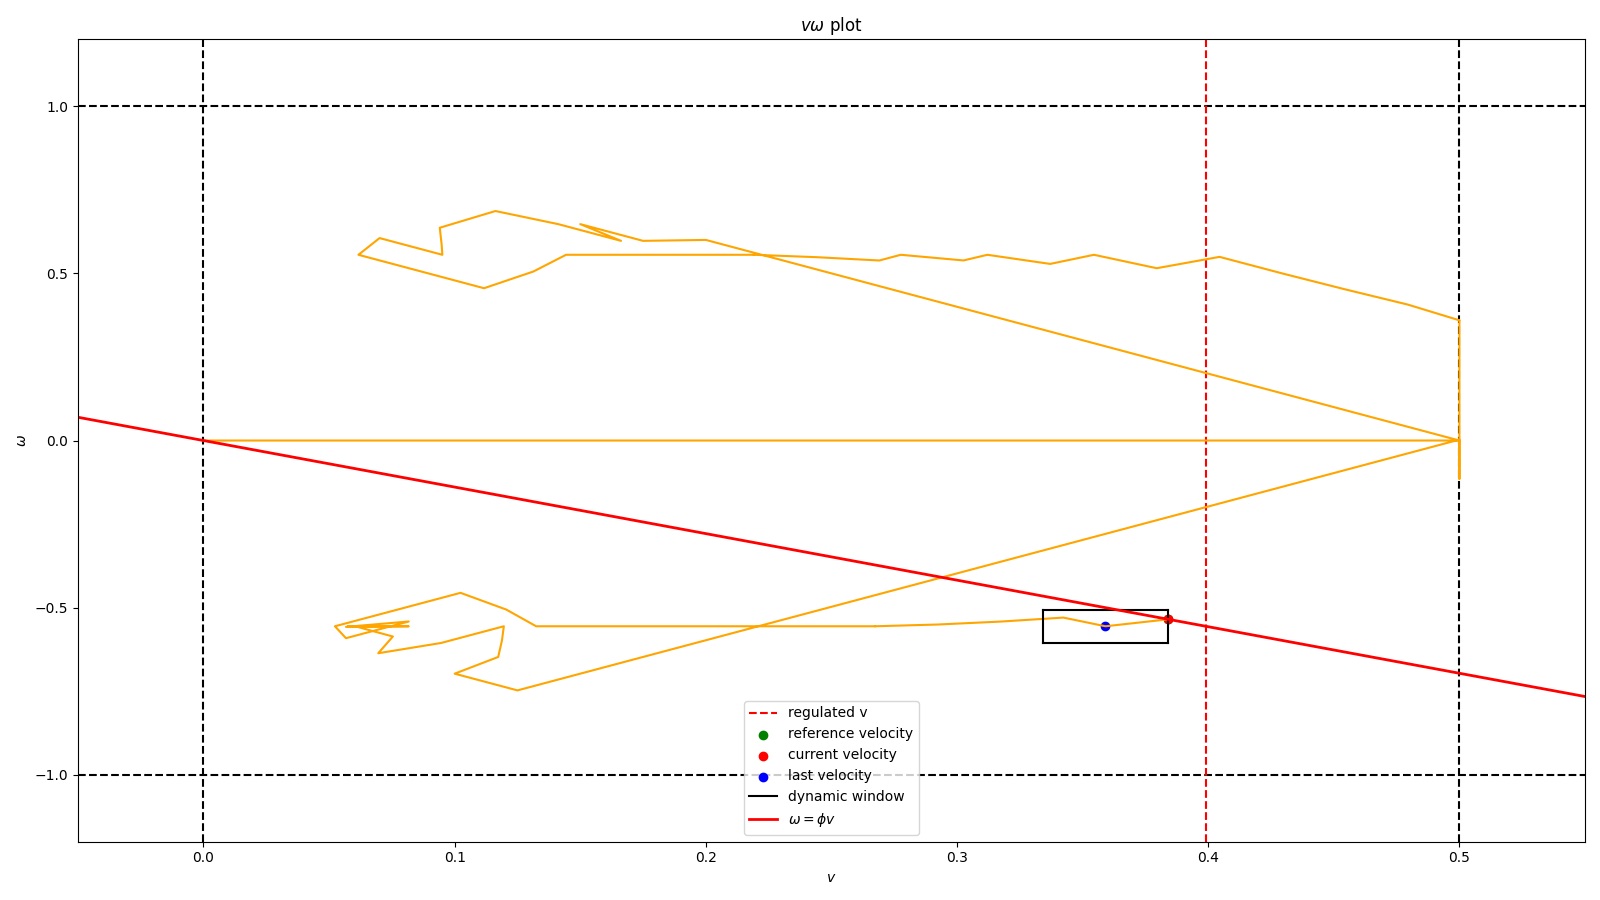 vω plot
1.0
0.5
0.0
−0.5
−1.0
ω
0.0
0.1
0.2
0.3
0.4
0.5
v
regulated v
reference velocity
current velocity
last velocity
dynamic window
ω = ϕv